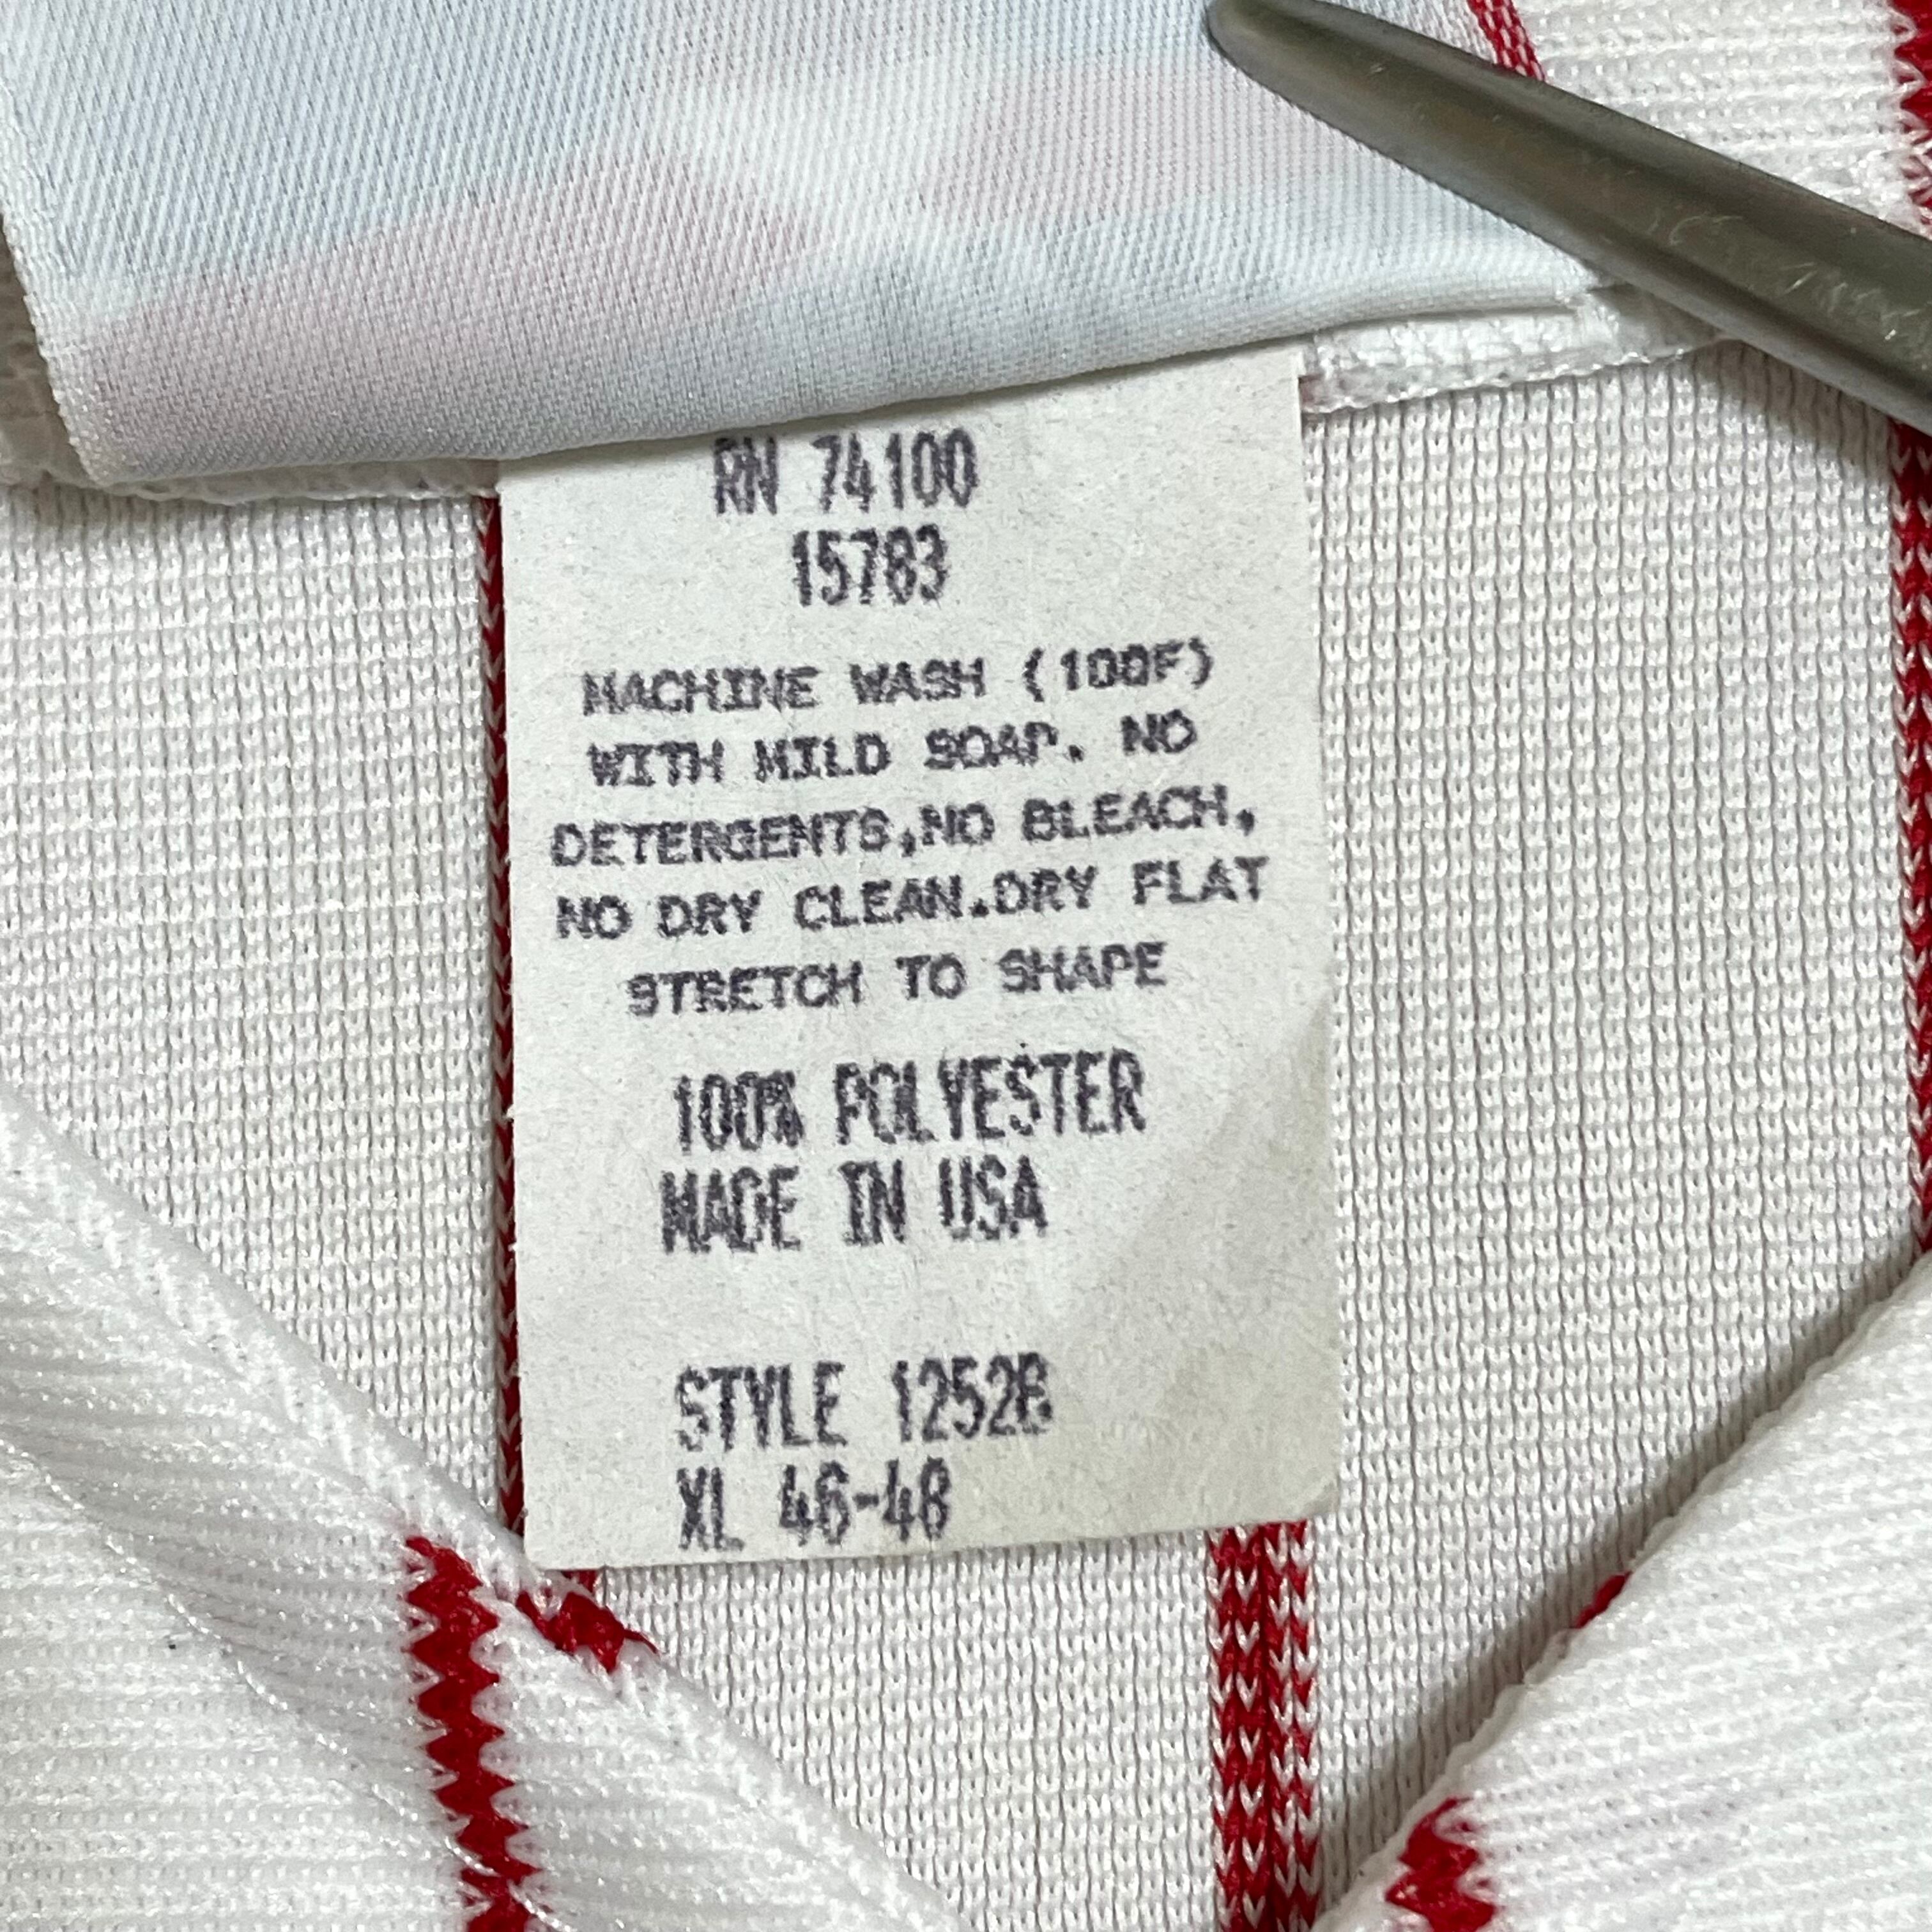 RN 74100
15783
MACHINE WASH (100F)
WITH MILD SOAP. NO
DETERGENTS,NO BLEACH,
NO DRY CLEAN.DRY FLAT
STRETCH TO SHAPE
100% POLYESTER
MADE IN USA
STYLE 1252B
XL 46-48